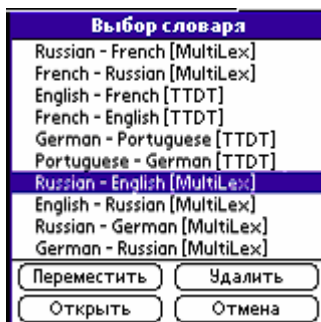 Выбор словаря
Russian - French [MultiLex]
French - Russian [MultiLex]
English - French [TTDT]
French - English [TTDT]
German - Portuguese [TTDT]
Portuguese - German [TTDT]
Russian - English [MultiLex]
English - Russian [MultiLex]
Russian - German [MultiLex]
German - Russian [MultiLex]
Переместить Удалить
Открыть Отмена